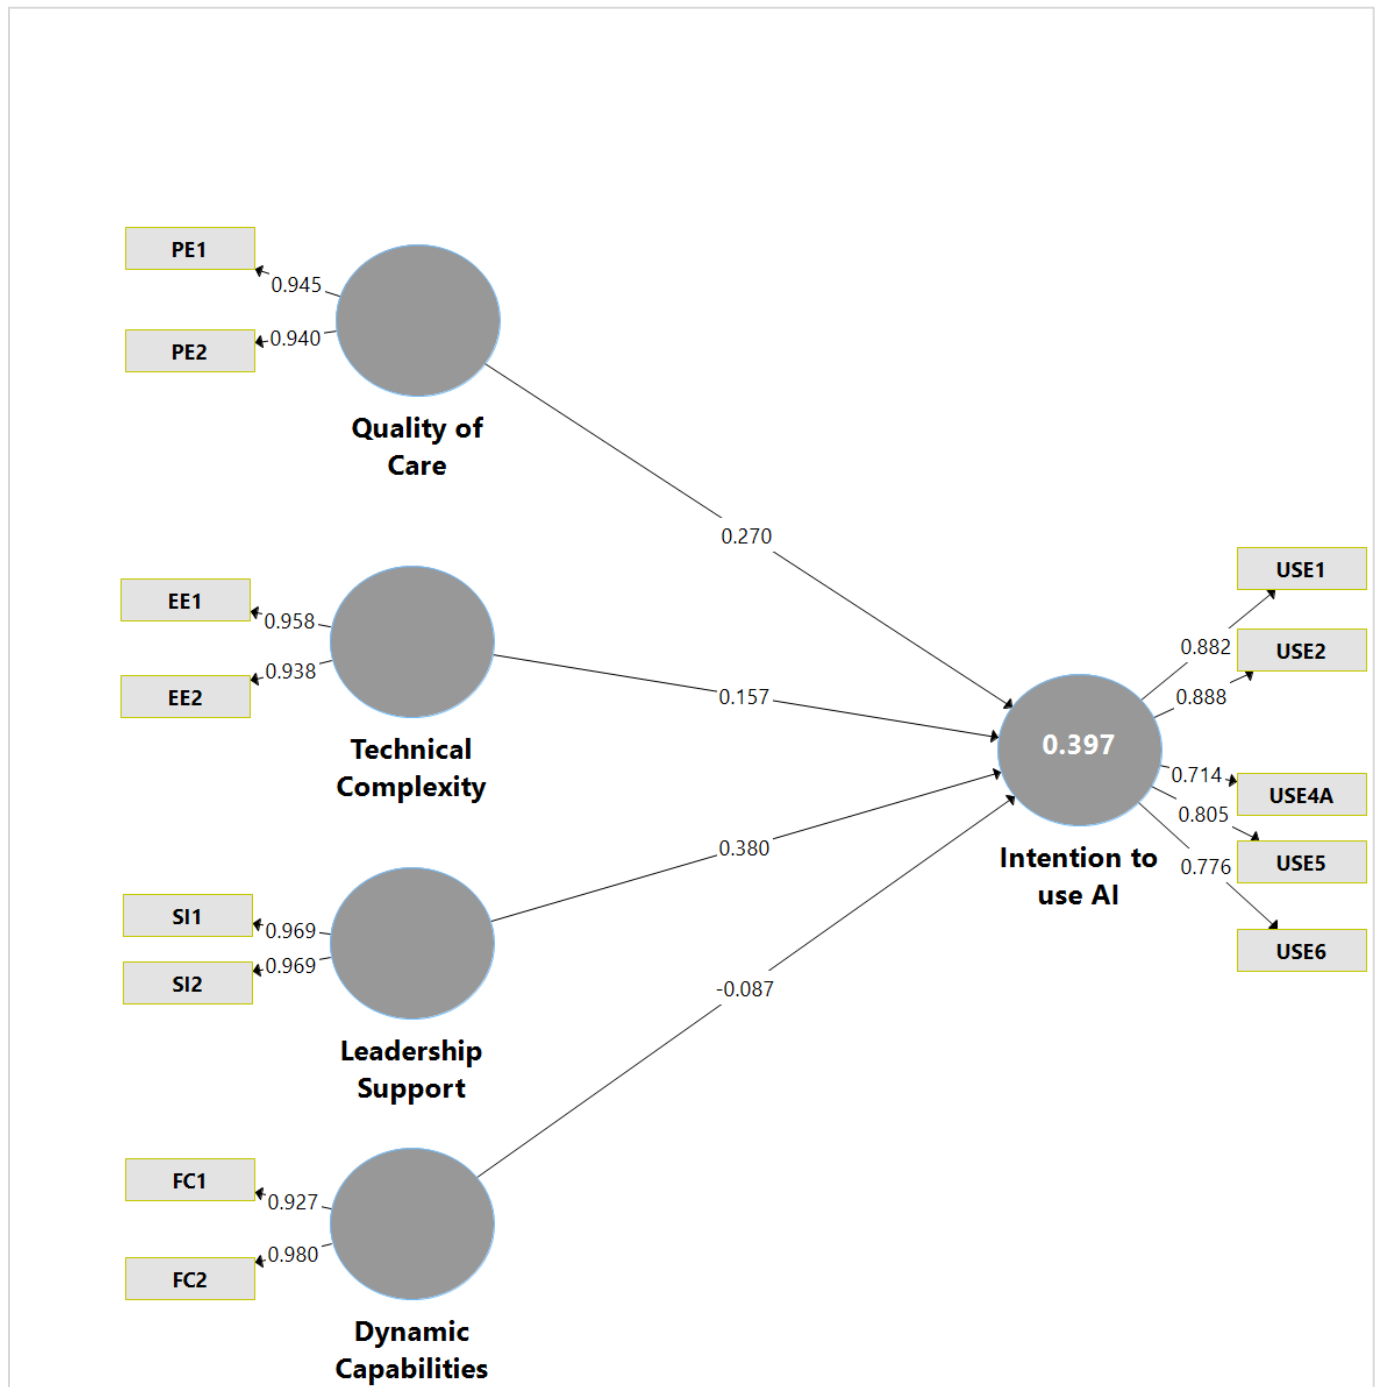 PE1
0.945
PE2
0.940
Quality of
Care
0.270
EE1
0.958
EE2
0.938
Technical
Complexity
0.157
SI1
0.969
SI2
0.969
Leadership
Support
0.380
FC1
0.927
FC2
0.980
Dynamic
Capabilities
-0.087
0.397
Intention to
use AI
USE1
0.882
USE2
0.888
USE4A
0.714
USE5
0.805
USE6
0.776